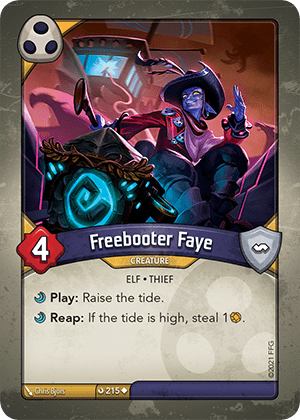 4
Freebooter Faye
CREATURE
ELF • THIEF
Play: Raise the tide.
Reap: If the tide is high, steal 1.
Chris Bjors
215
©2021 FFG